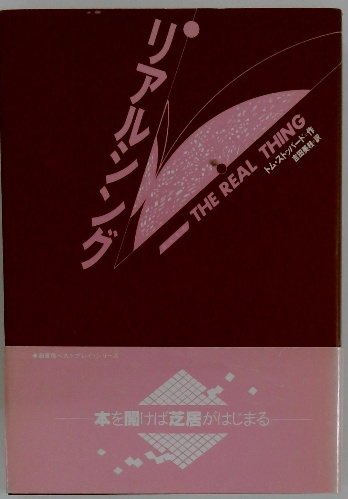 リアルシング
THE REAL THING
トム・ストッパード・作
吉田美枝・訳
本を開けば芝居がはじまる